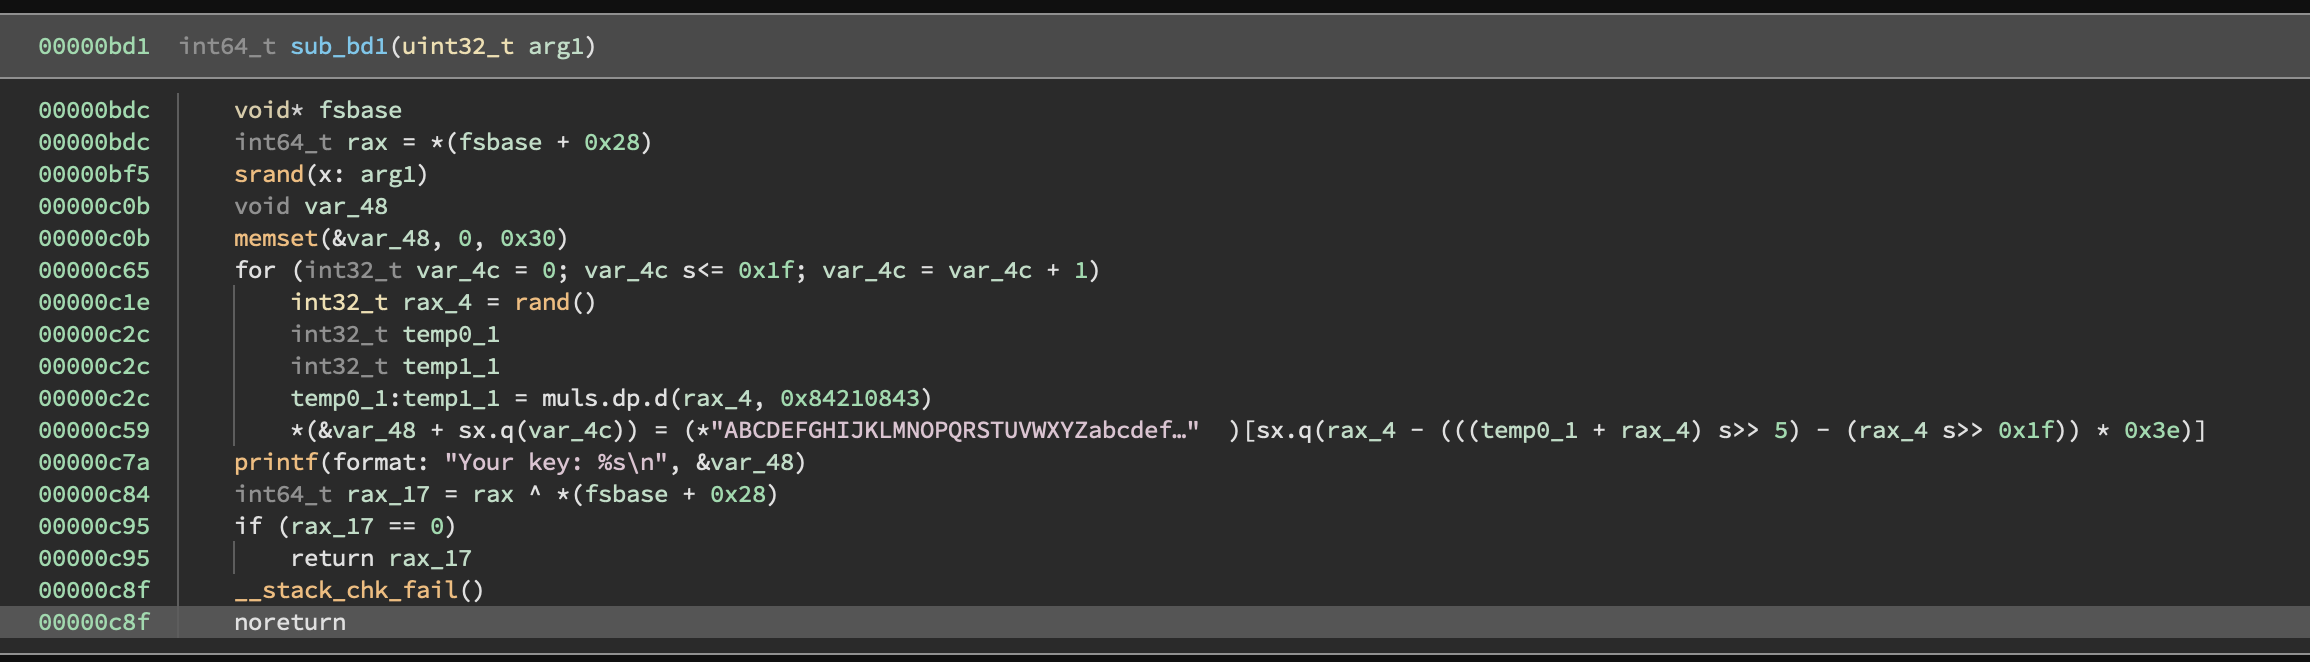 00000bd1 int64_t sub_bd1(uint32_t arg1)
00000bdc void* fsbase
00000bdc int64_t rax = *(fsbase + 0x28)
00000bf5 srand(x: arg1)
00000c0b void var_48
00000c0b memset(&var_48, 0, 0x30)
00000c65 for (int32_t var_4c = 0; var_4c s<= 0x1f; var_4c = var_4c + 1)
00000c1e int32_t rax_4 = rand()
00000c2c int32_t temp0_1
00000c2c int32_t temp1_1
00000c2c temp0_1:temp1_1 = muls.dp.d(rax_4, 0x84210843)
00000c59 *(&var_48 + sx.q(var_4c)) = (*"ABCDEFGHIJKLMNOPQRSTUVWXYZabcdef…" )[sx.q(rax_4 - (((temp0_1 + rax_4) s>> 5) - (rax_4 s>> 0x1f)) * 0x3e)]
00000c7a printf(format: "Your key: %s\n", &var_48)
00000c84 int64_t rax_17 = rax ^ *(fsbase + 0x28)
00000c95 if (rax_17 == 0)
00000c95 return rax_17
00000c8f __stack_chk_fail()
00000c8f noreturn